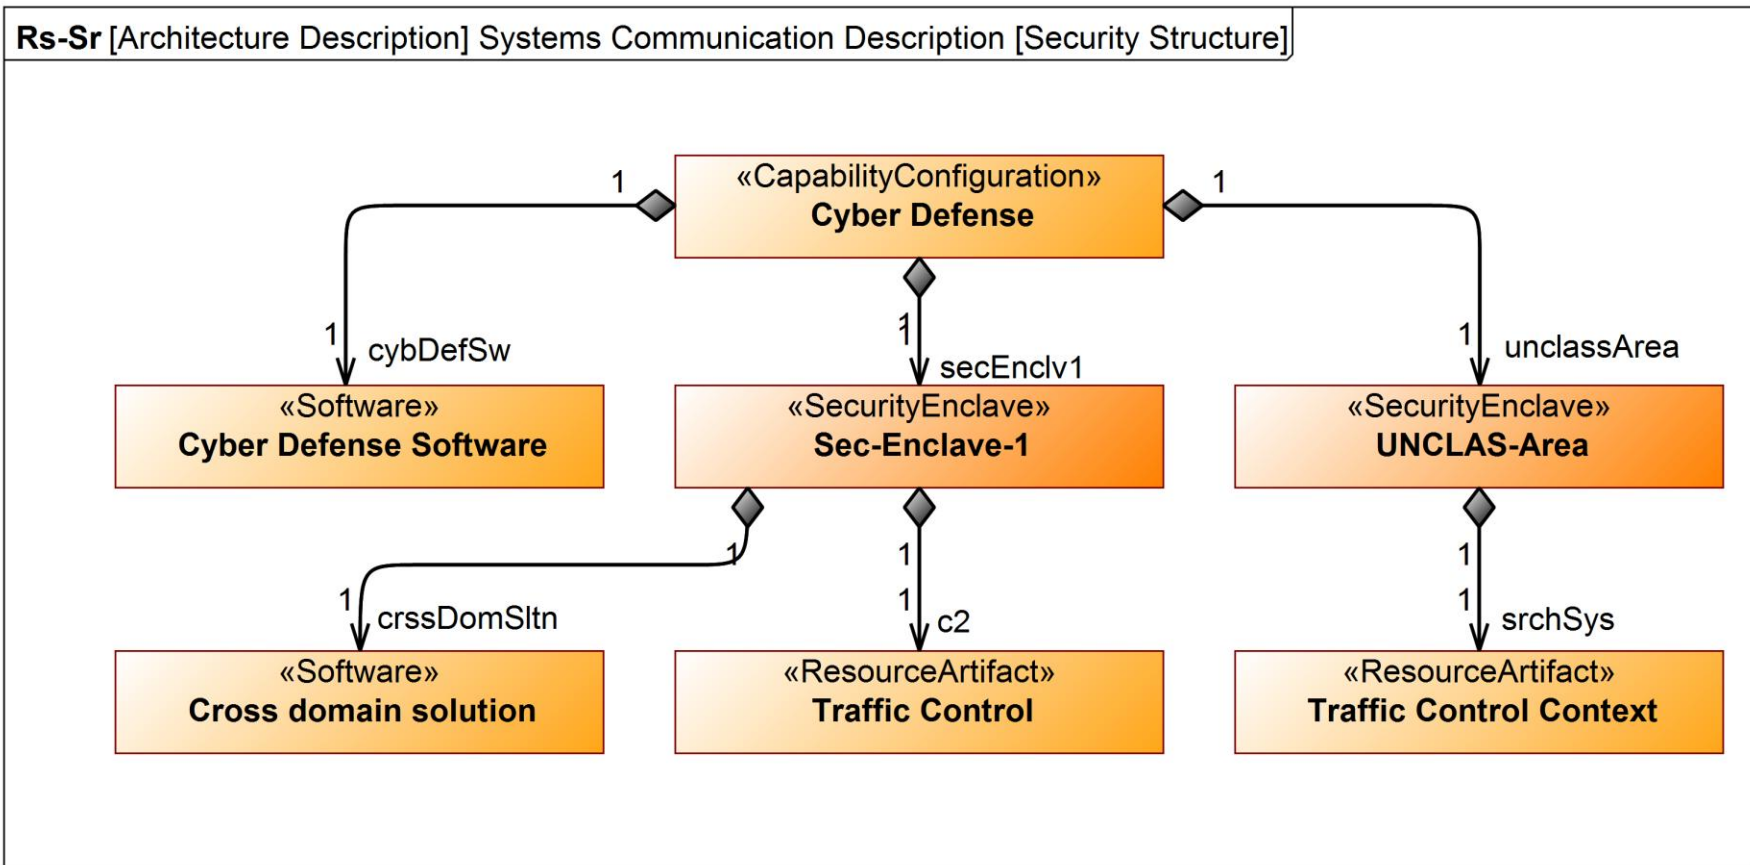 Rs-Sr [Architecture Description] Systems Communication Description [Security Structure]
«CapabilityConfiguration»
Cyber Defense
1
1
1
cybDefSw
1
1
secEnclv1
1
unclassArea
«Software»
Cyber Defense Software
«SecurityEnclave»
Sec-Enclave-1
«SecurityEnclave»
UNCLAS-Area
1
1
crssDomSltn
1
1
c2
1
1
srchSys
«Software»
Cross domain solution
«ResourceArtifact»
Traffic Control
«ResourceArtifact»
Traffic Control Context